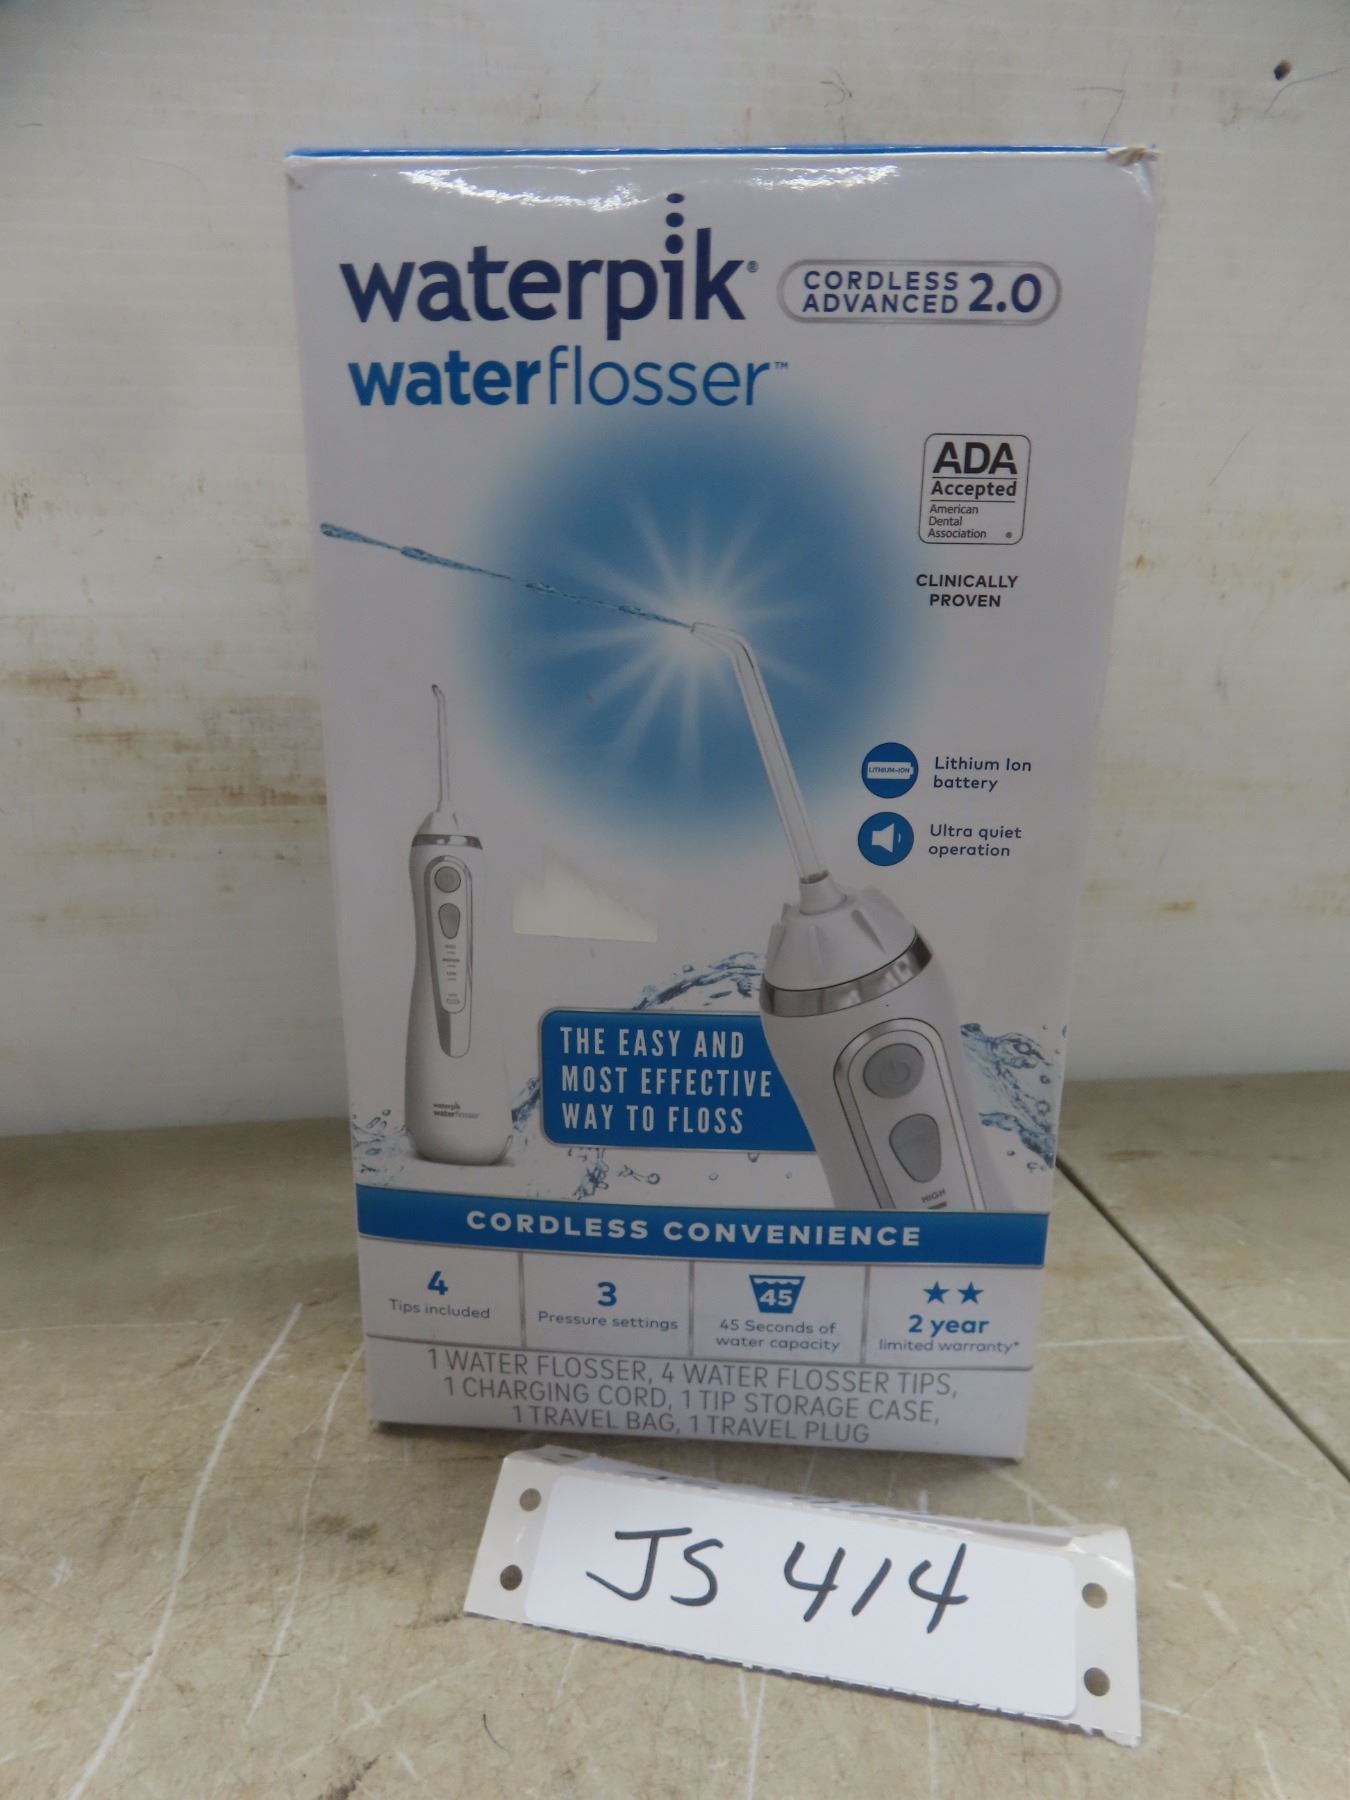 waterpik®
CORDLESS
ADVANCED 2.0
waterflosser™
ADA
Accepted
American
Dental
Association ®
CLINICALLY
PROVEN
LITHIUM-ION
Lithium Ion
battery
Ultra quiet
operation
THE EASY AND
MOST EFFECTIVE
WAY TO FLOSS
waterpik
waterflosser
HIGH
CORDLESS CONVENIENCE
4
Tips included
3
Pressure settings
45
45 Seconds of
water capacity
2 year
limited warranty*
1 WATER FLOSSER, 4 WATER FLOSSER TIPS,
1 CHARGING CORD, 1 TIP STORAGE CASE,
1 TRAVEL BAG, 1 TRAVEL PLUG
JS 414